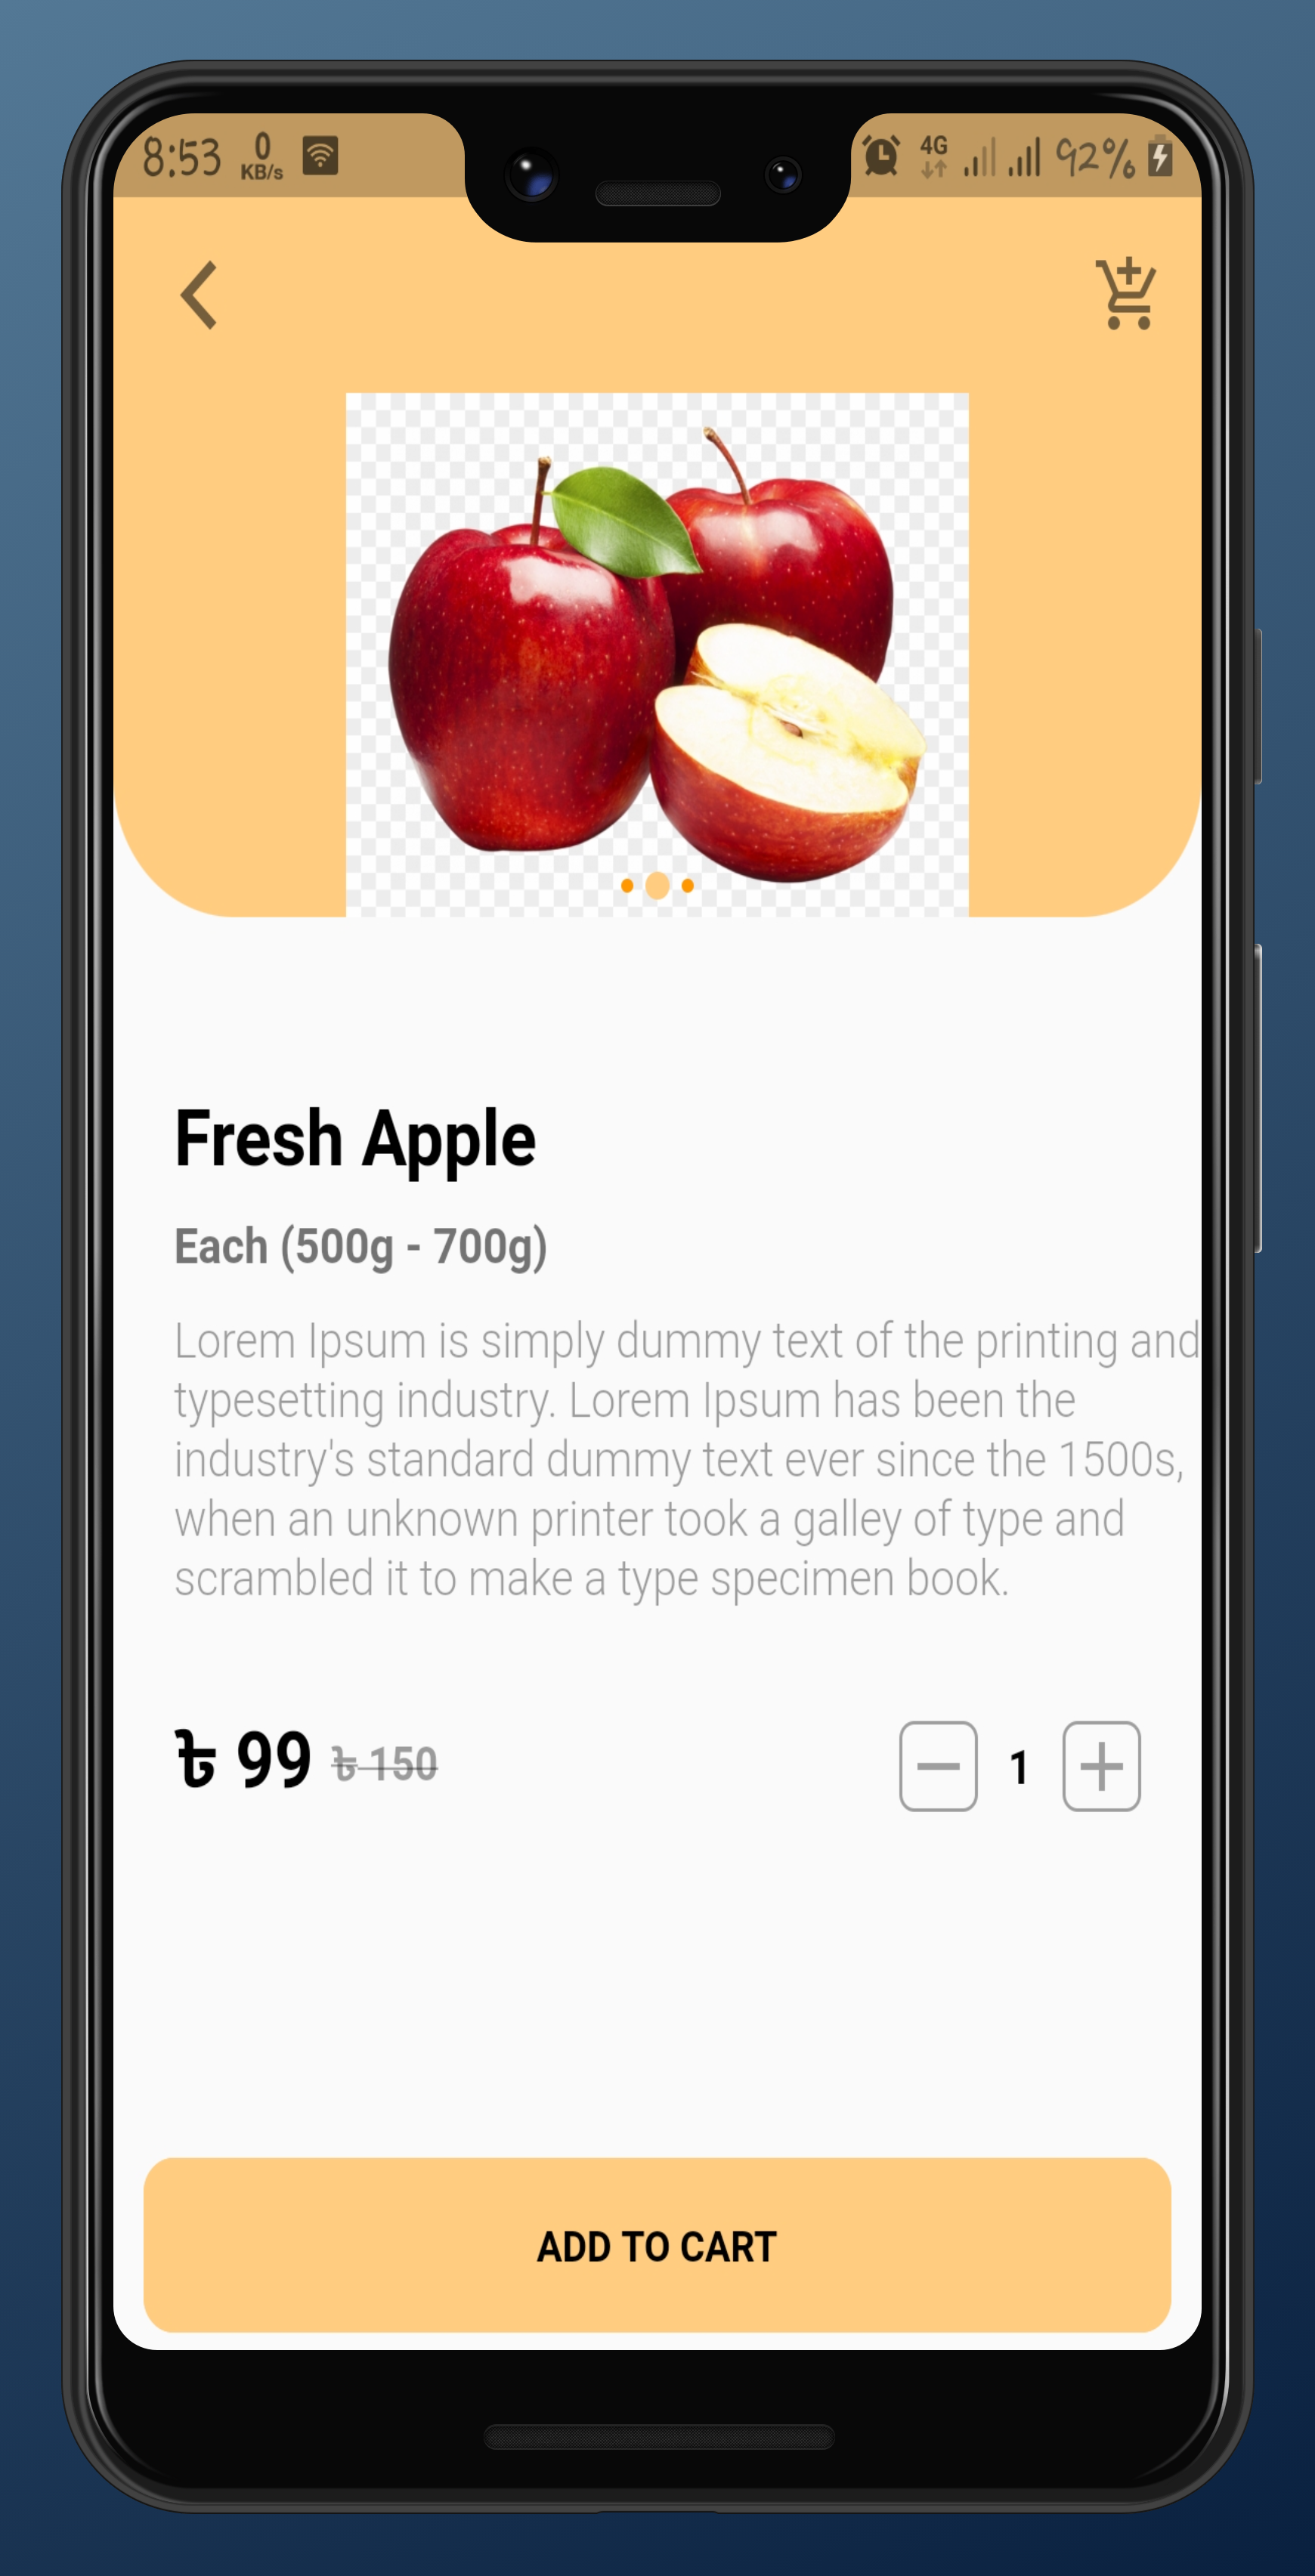 8:53 0 KB/s 4G 92%
Fresh Apple
Each (500g - 700g)
Lorem Ipsum is simply dummy text of the printing and
typesetting industry. Lorem Ipsum has been the
industry's standard dummy text ever since the 1500s,
when an unknown printer took a galley of type and
scrambled it to make a type specimen book.
৳ 99 ৳ 150 1
ADD TO CART